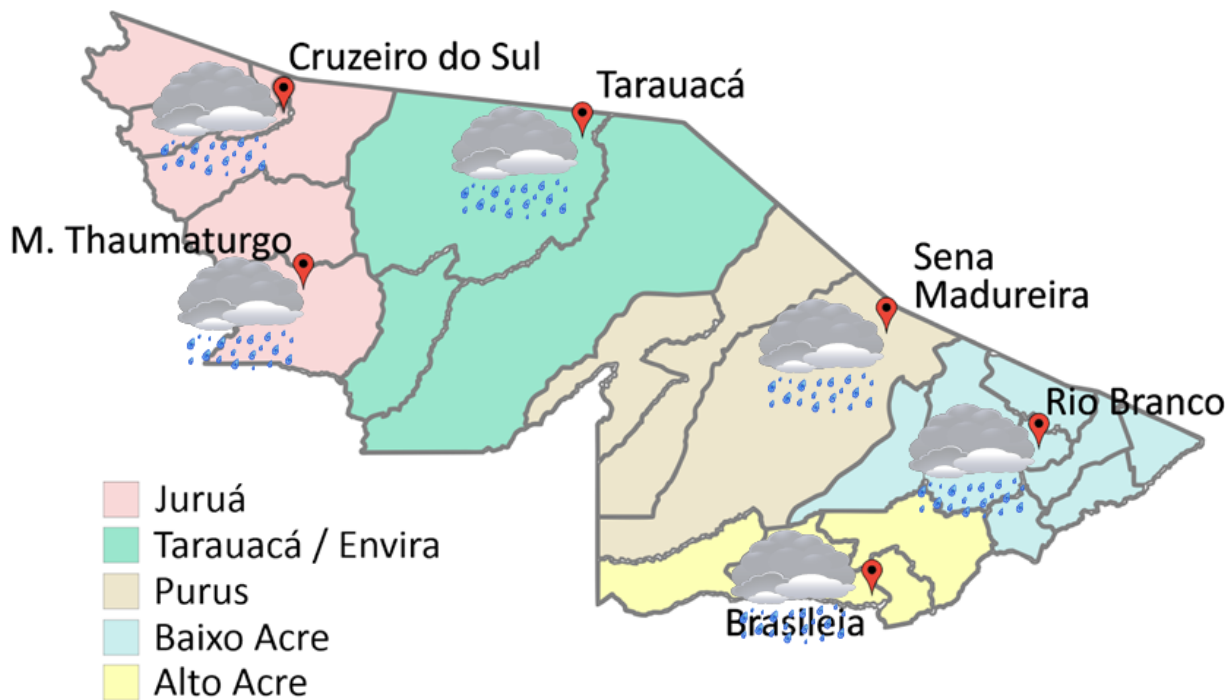 Cruzeiro do Sul
Tarauacá
M. Thaumaturgo
Sena
Madureira
Rio Branco
Brasileia
Juruá
Tarauacá / Envira
Purus
Baixo Acre
Alto Acre